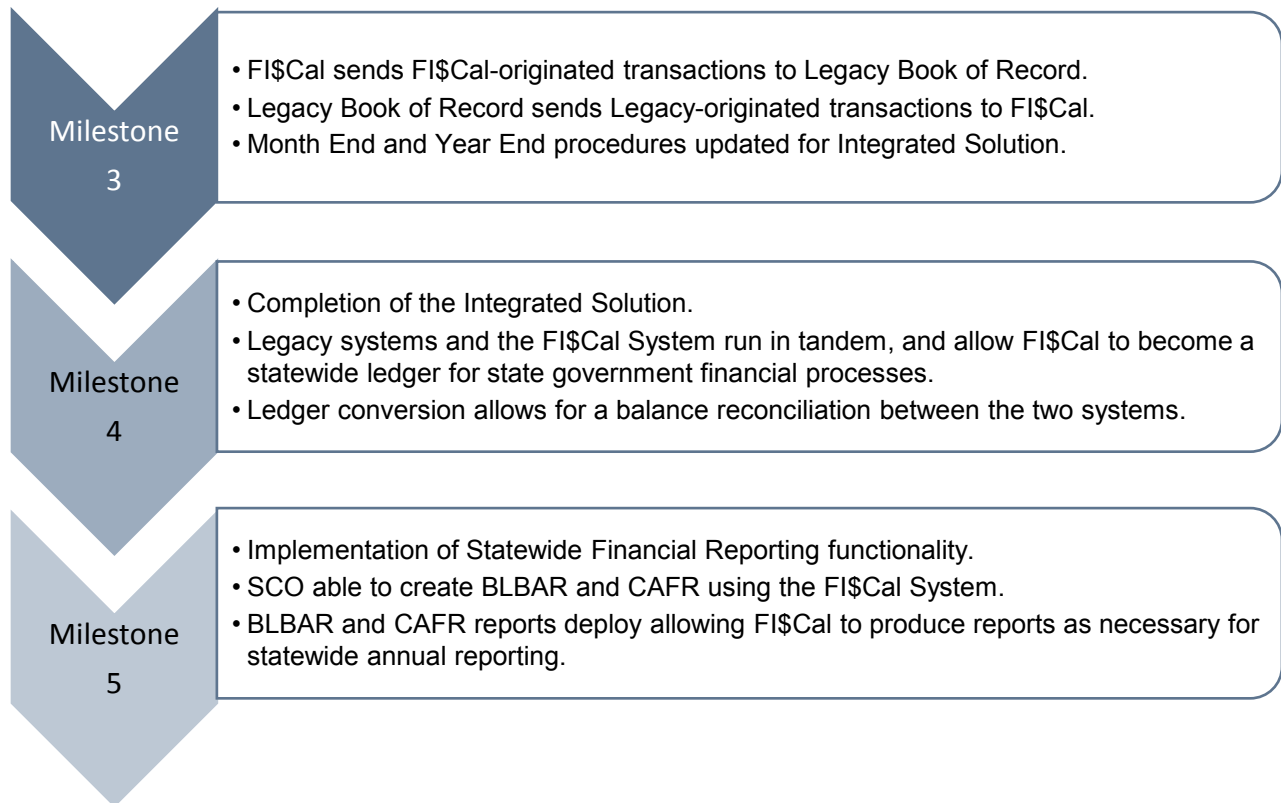 Milestone
3
• FI$Cal sends FI$Cal-originated transactions to Legacy Book of Record.
• Legacy Book of Record sends Legacy-originated transactions to FI$Cal.
• Month End and Year End procedures updated for Integrated Solution.
Milestone
4
• Completion of the Integrated Solution.
• Legacy systems and the FI$Cal System run in tandem, and allow FI$Cal to become a
statewide ledger for state government financial processes.
• Ledger conversion allows for a balance reconciliation between the two systems.
Milestone
5
• Implementation of Statewide Financial Reporting functionality.
• SCO able to create BLBAR and CAFR using the FI$Cal System.
• BLBAR and CAFR reports deploy allowing FI$Cal to produce reports as necessary for
statewide annual reporting.